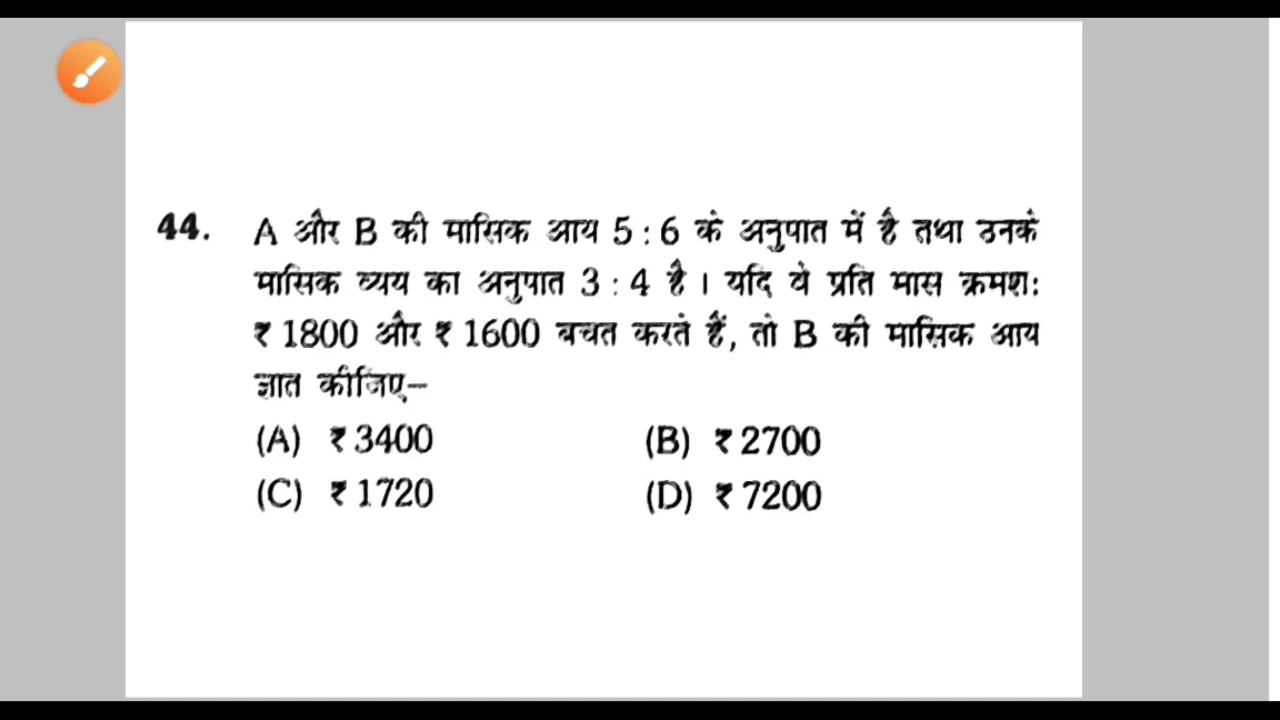 44. A और B की मासिक आय 5 : 6 के अनुपात में है तथा उनके
मासिक व्यय का अनुपात 3 : 4 है । यदि वे प्रति मास क्रमश:
₹ 1800 और ₹ 1600 बचत करते हैं, तो B की मासिक आय
ज्ञात कीजिए–
(A) ₹ 3400 (B) ₹ 2700
(C) ₹ 1720 (D) ₹ 7200